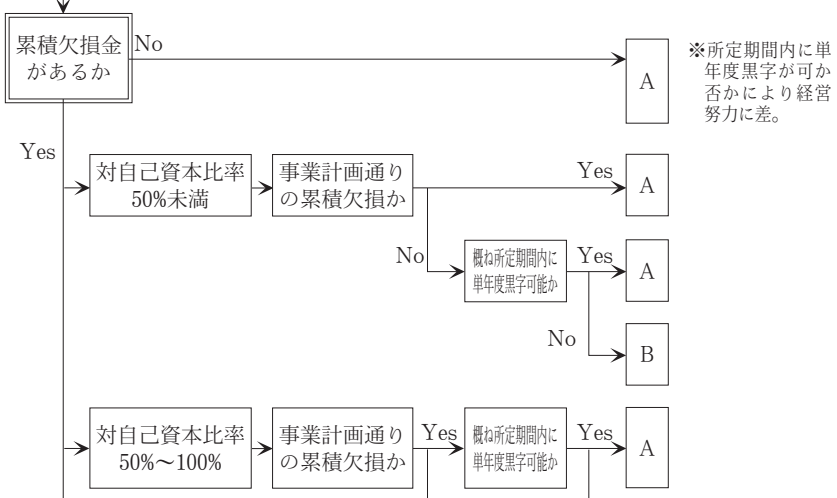 累積欠損金
があるか
No
A
※所定期間内に単
年度黒字が可か
否かにより経営
努力に差。
Yes
対自己資本比率
50%未満
事業計画通り
の累積欠損か
Yes
A
No
概ね所定期間内に
単年度黒字可能か
Yes
A
No
B
対自己資本比率
50%～100%
事業計画通り
の累積欠損か
Yes
概ね所定期間内に
単年度黒字可能か
Yes
A